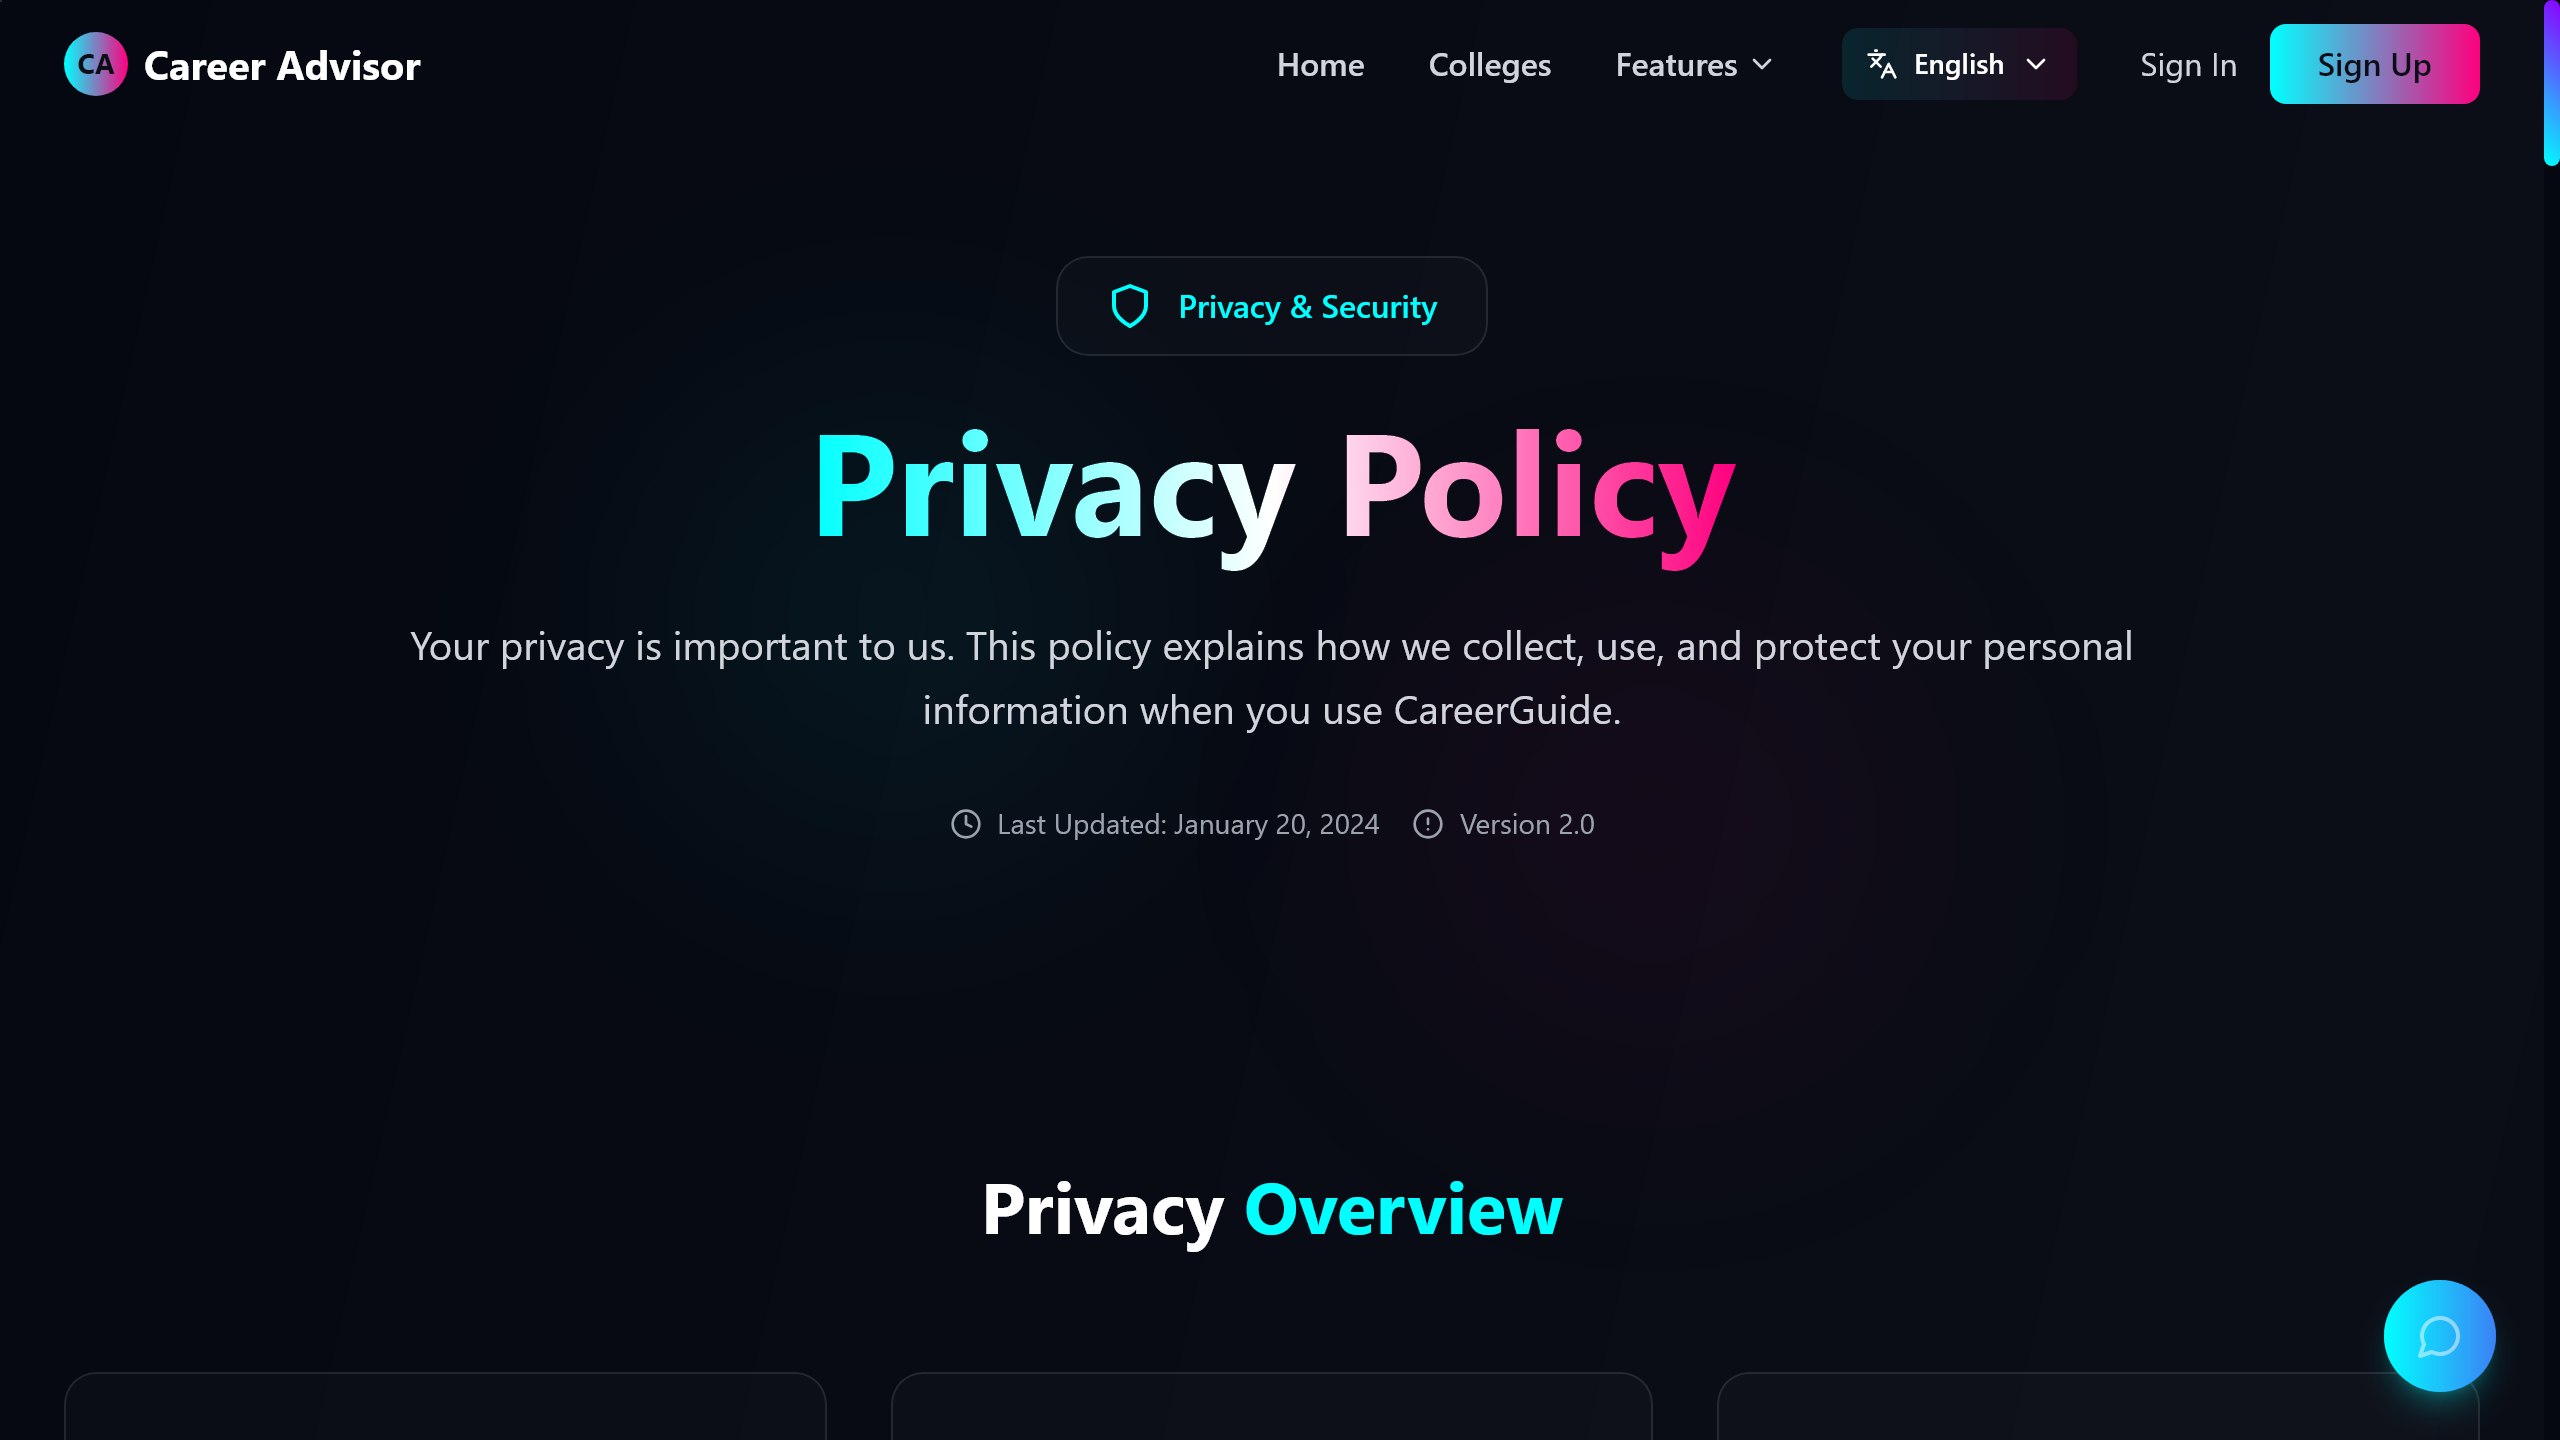 CA
Career Advisor
Home
Colleges
Features
English
Sign In
Sign Up
Privacy & Security
Privacy Policy
Your privacy is important to us. This policy explains how we collect, use, and protect your personal
information when you use CareerGuide.
Last Updated: January 20, 2024
Version 2.0
Privacy Overview